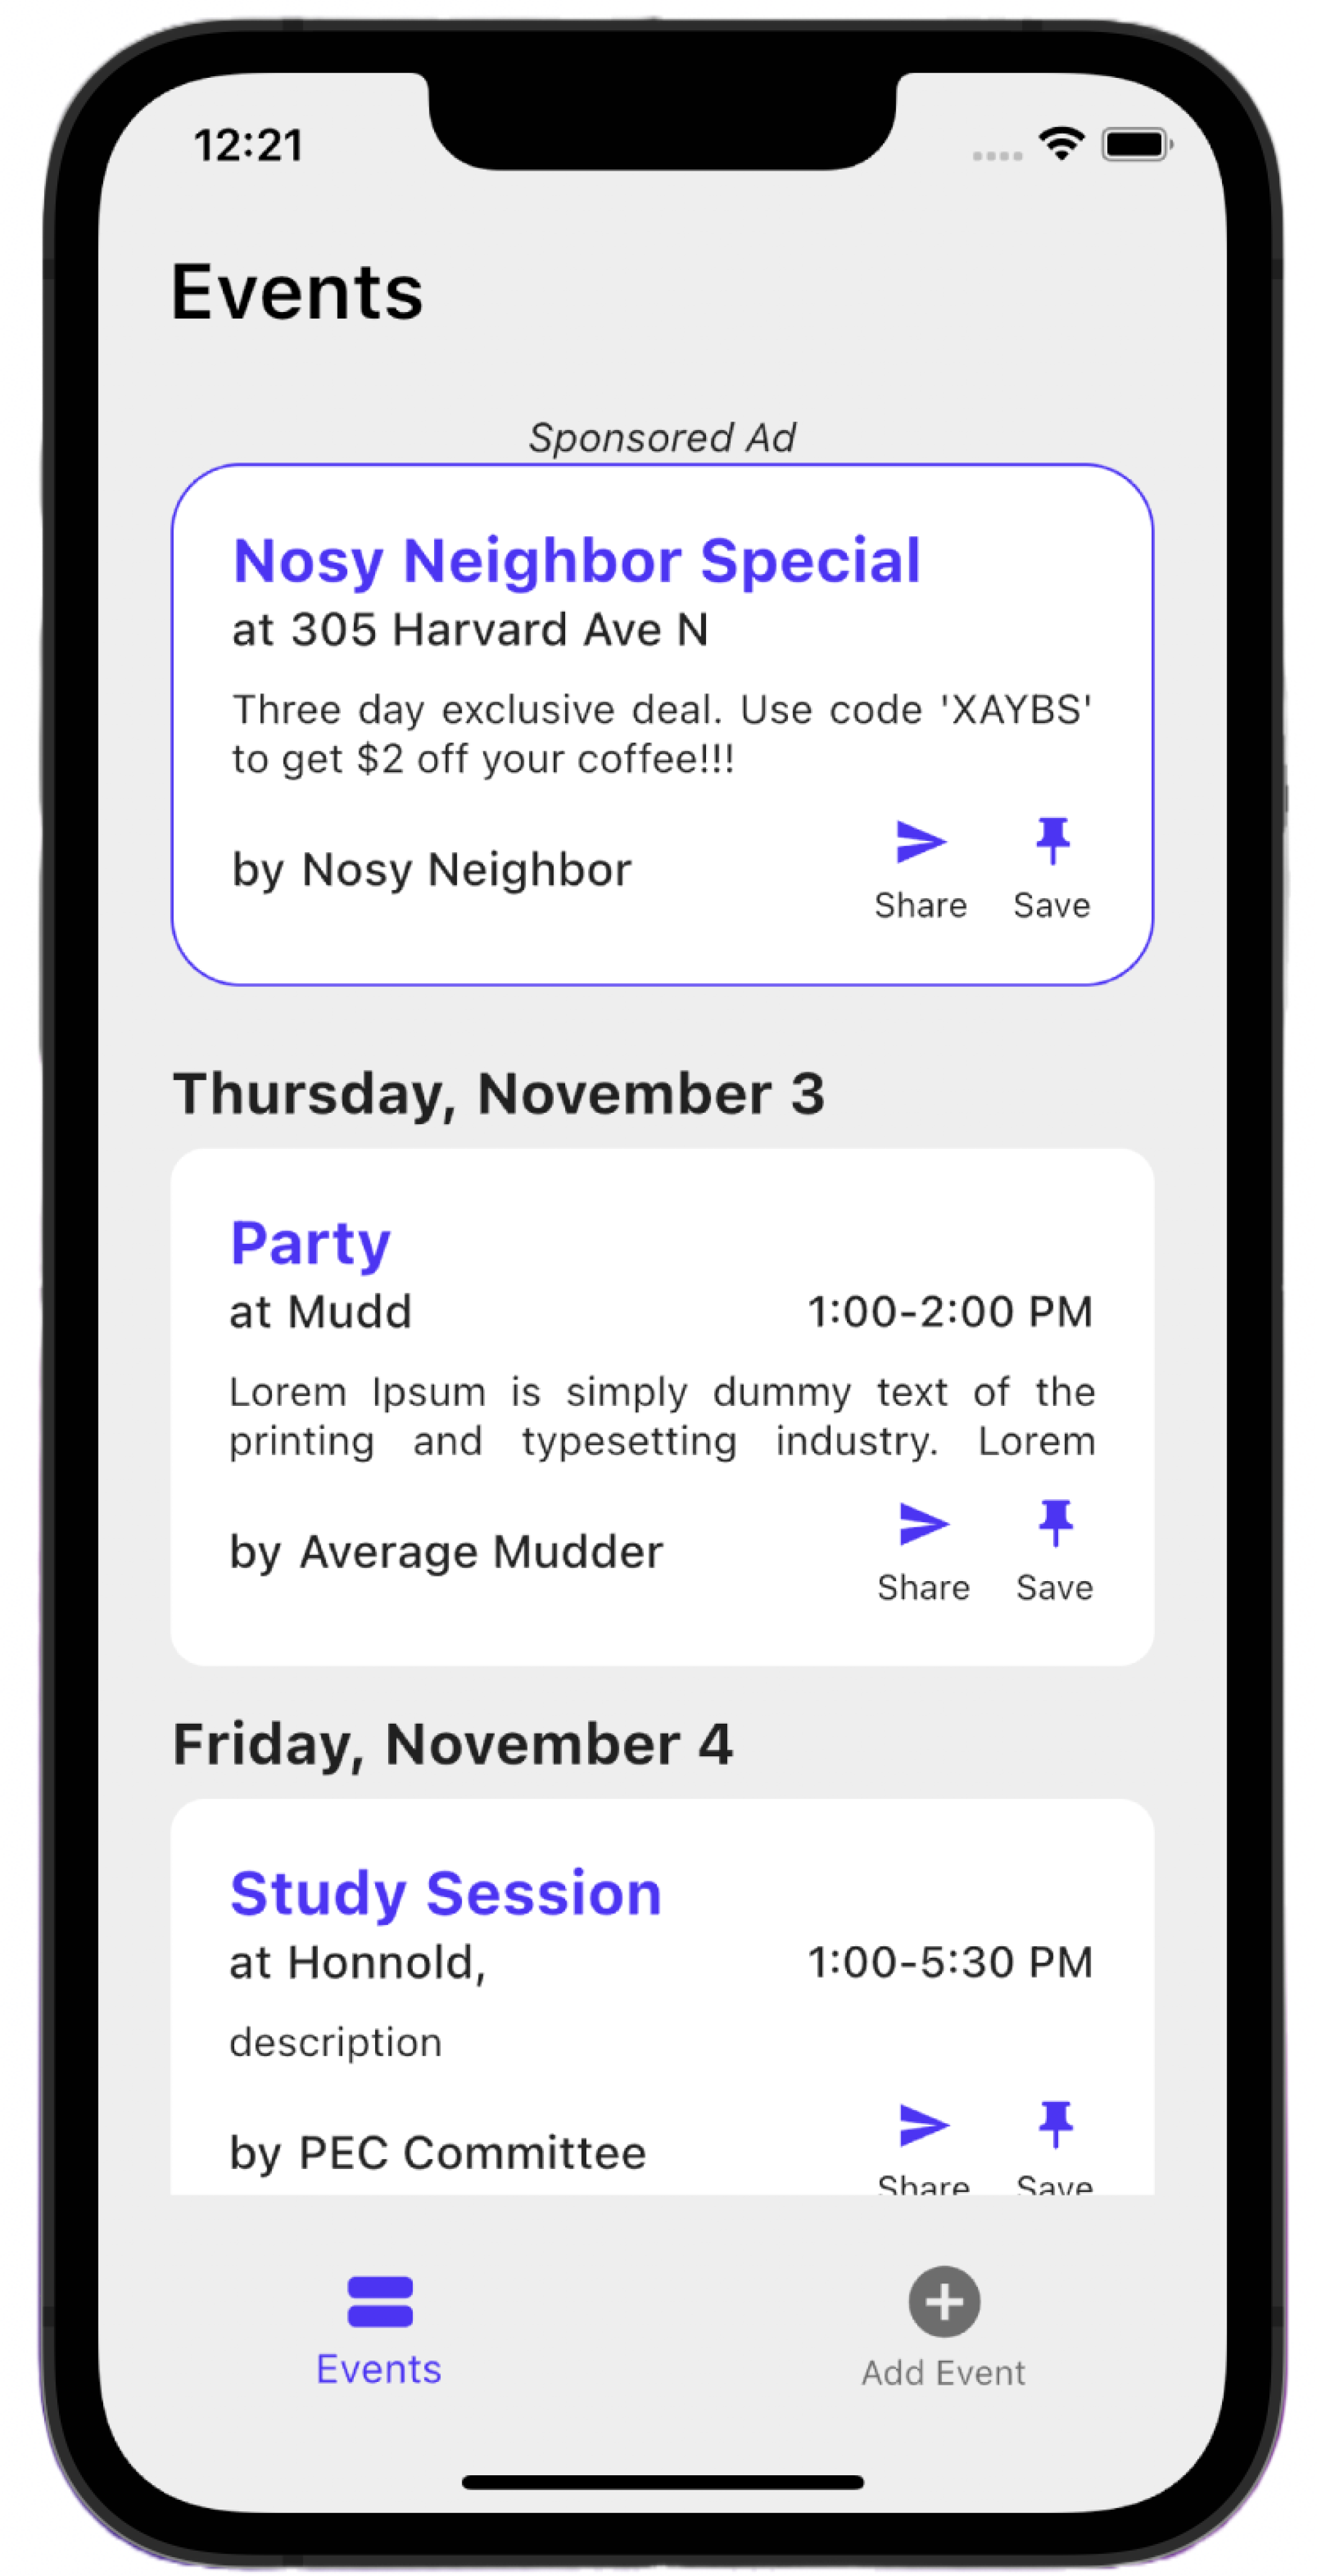 12:21
Events
Sponsored Ad
Nosy Neighbor Special
at 305 Harvard Ave N
Three day exclusive deal. Use code 'XAYBS'
to get $2 off your coffee!!!
by Nosy Neighbor
Share Save
Thursday, November 3
Party
at Mudd 1:00-2:00 PM
Lorem Ipsum is simply dummy text of the
printing and typesetting industry. Lorem
by Average Mudder
Share Save
Friday, November 4
Study Session
at Honnold, 1:00-5:30 PM
description
by PEC Committee
Share Save
Events Add Event